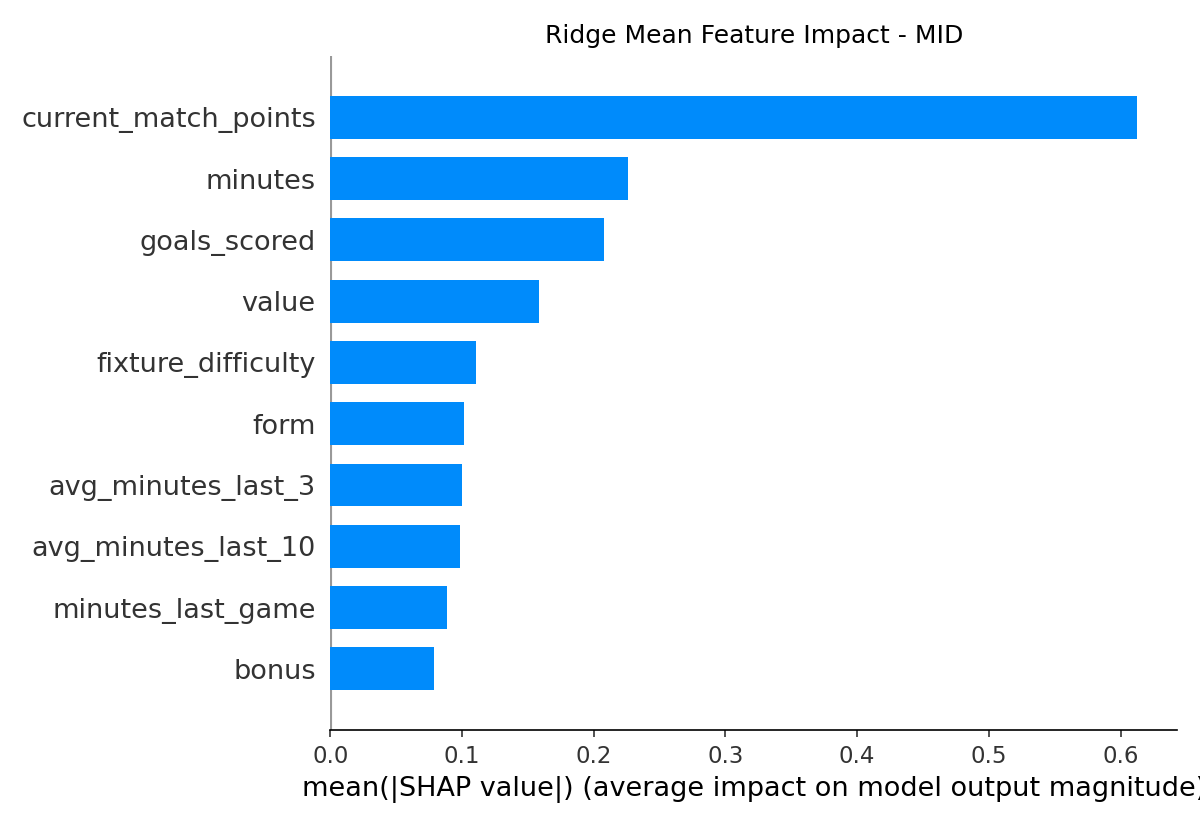 Ridge Mean Feature Impact - MID
current_match_points
minutes
goals_scored
value
fixture_difficulty
form
avg_minutes_last_3
avg_minutes_last_10
minutes_last_game
bonus
0.0 0.1 0.2 0.3 0.4 0.5 0.6
mean(|SHAP value|) (average impact on model output magnitude)